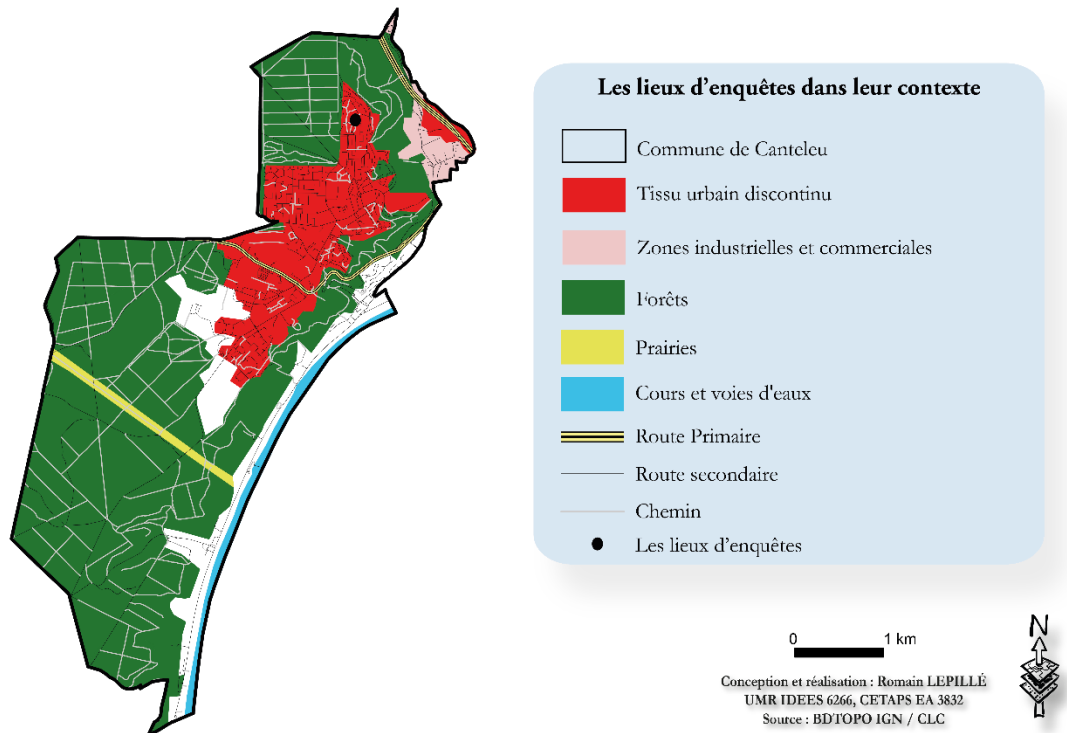 Les lieux d'enquêtes dans leur contexte
Commune de Canteleu
Tissu urbain discontinu
Zones industrielles et commerciales
Forêts
Prairies
Cours et voies d'eaux
Route Primaire
Route secondaire
Chemin
Les lieux d'enquêtes
0 1 km
N
Conception et réalisation : Romain LEPILLÉ
UMR IDEES 6266, CETAPS EA 3832
Source : BDTOPO IGN / CLC